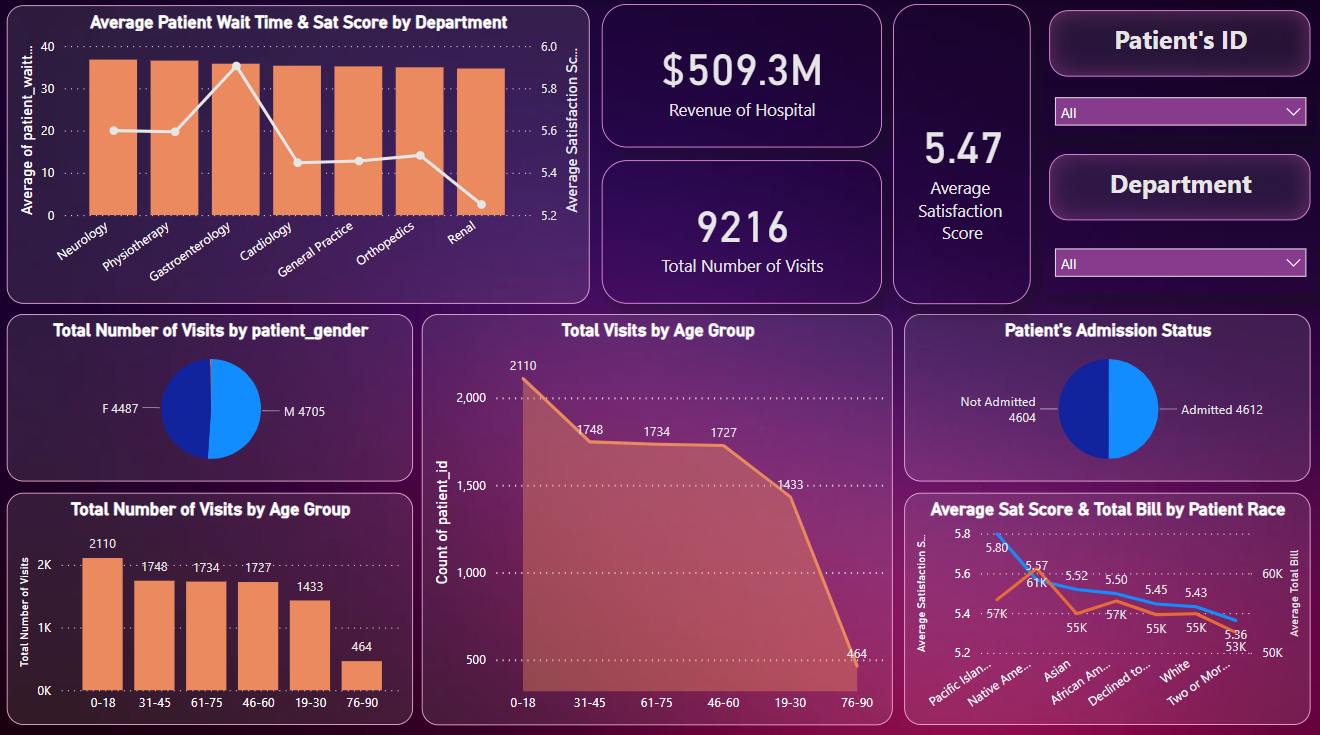 Average Patient Wait Time & Sat Score by Department
Average of patient_waitt...
40
30
20
10
0
6.0
5.8
5.6
5.4
5.2
Average Satisfaction Sc...
Neurology
Physiotherapy
Gastroenterology
Cardiology
General Practice
Orthopedics
Renal
$509.3M
Revenue of Hospital
9216
Total Number of Visits
5.47
Average
Satisfaction
Score
Patient's ID
All
Department
All
Total Number of Visits by patient_gender
F 4487
M 4705
Total Visits by Age Group
Count of patient_id
2,000
1,500
1,000
500
2110
1748
1734
1727
1433
464
0-18
31-45
61-75
46-60
19-30
76-90
Patient's Admission Status
Not Admitted
4604
Admitted 4612
Total Number of Visits by Age Group
Total Number of Visits
2K
1K
0K
2110
1748
1734
1727
1433
464
0-18
31-45
61-75
46-60
19-30
76-90
Average Sat Score & Total Bill by Patient Race
Average Satisfaction S...
5.8
5.6
5.4
5.2
5.80
5.57
5.52
5.50
5.45
5.43
5.36
57K
61K
55K
57K
55K
55K
53K
60K
50K
Average Total Bill
Pacific Islan...
Native Ame...
Asian
African Am...
Declined to...
White
Two or Mor...